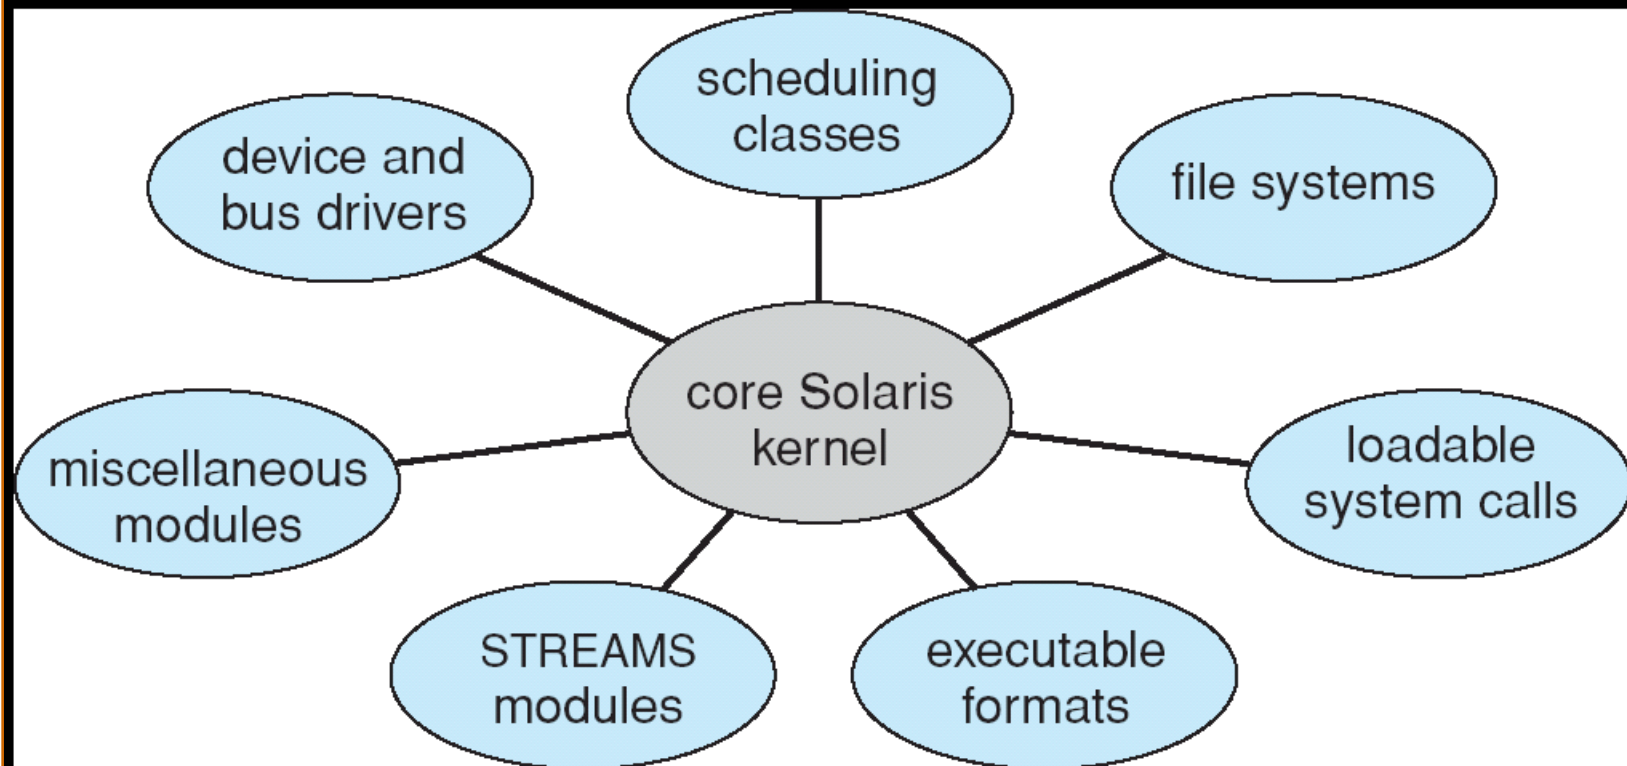 scheduling
classes
device and
bus drivers
file systems
core Solaris
kernel
miscellaneous
modules
loadable
system calls
STREAMS
modules
executable
formats